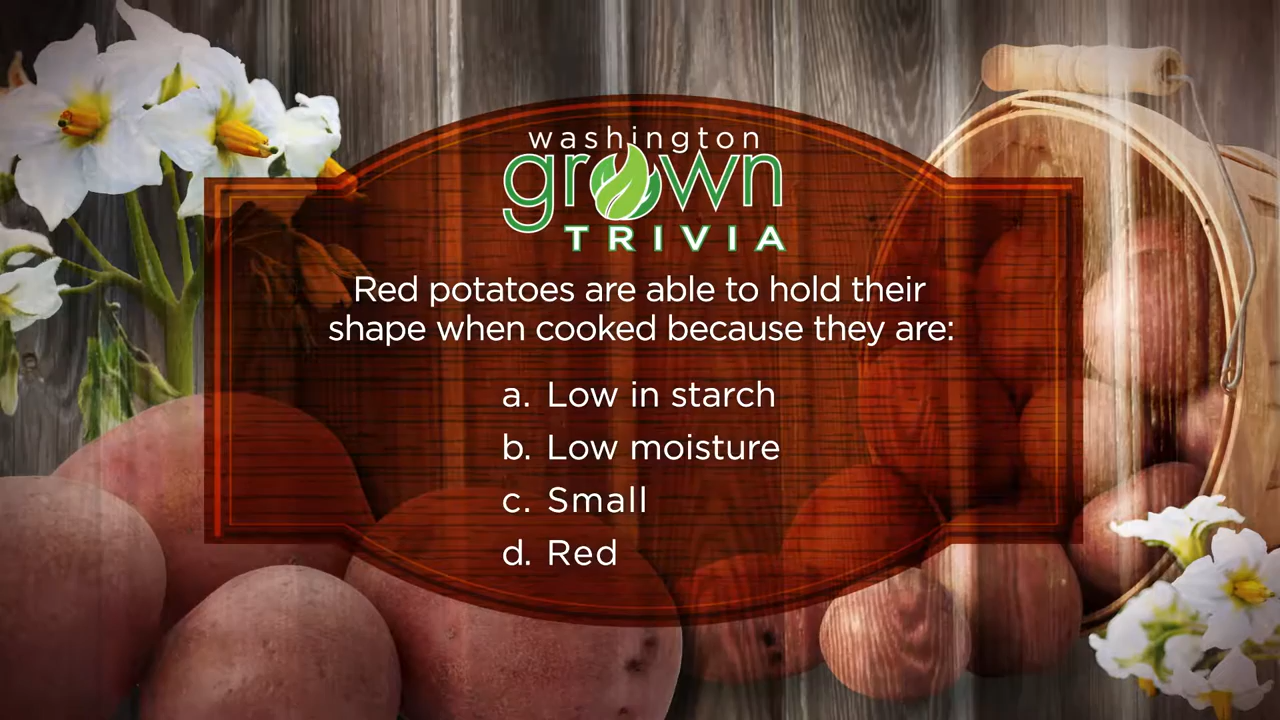 washington
grown
TRIVIA
Red potatoes are able to hold their
shape when cooked because they are:
a. Low in starch
b. Low moisture
c. Small
d. Red